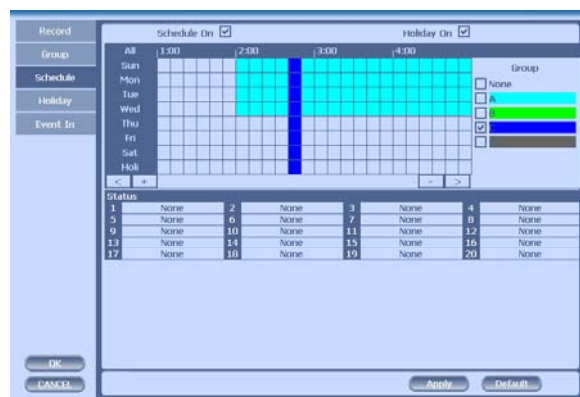 Record
Group
Schedule
Holiday
Event In
Schedule On
Holiday On
All 1:00 2:00 3:00 4:00
Sun
Mon
Tue
Wed
Thu
Fri
Sat
Holi
< +
- >
Group
None
A
B
Status
1 None 2 None 3 None 4 None
5 None 6 None 7 None 8 None
9 None 10 None 11 None 12 None
13 None 14 None 15 None 16 None
17 None 18 None 19 None 20 None
OK
CANCEL
Apply
Default